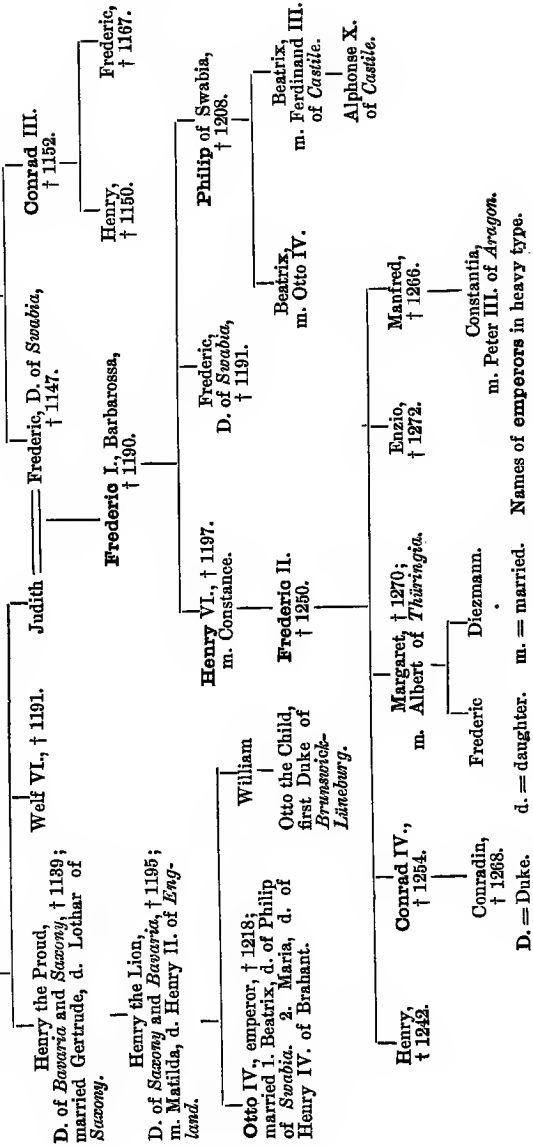 Henry the Proud,
D. of Bavaria and Saxony, † 1139;
married Gertrude, d. Lothar of
Saxony.
Welf VI., † 1191.
Judith
Frederic, D. of Swabia,
† 1147.
Conrad III.
† 1152.
Henry the Lion,
D. of Saxony and Bavaria, † 1195;
m. Matilda, d. Henry II. of Eng-
land.
Frederic I., Barbarossa,
† 1190.
Henry,
† 1150.
Frederic,
† 1167.
Otto IV., emperor, † 1218;
married 1. Beatrix, d. of Philip
of Swabia. 2. Maria, d. of
Henry IV. of Brahant.
William
Otto the Child,
first Duke of
Brunswick-
Lüneburg.
Henry VI., † 1197.
m. Constance.
Frederic II.
† 1250.
Frederic,
D. of Swabia,
† 1191.
Philip of Swabia,
† 1208.
Beatrix,
m. Otto IV.
Beatrix,
m. Ferdinand III.
of Castile.
Alphonse X.
of Castile.
Henry,
† 1242.
Conrad IV.,
† 1254.
Conradin,
† 1268.
Margaret, † 1270;
m. Albert of Thüringia.
Frederic
Diezmann.
Enzio,
† 1272.
Manfred,
† 1266.
Constantia,
m. Peter III. of Aragon.
D. = Duke. d. = daughter. m. = married. Names of emperors in heavy type.